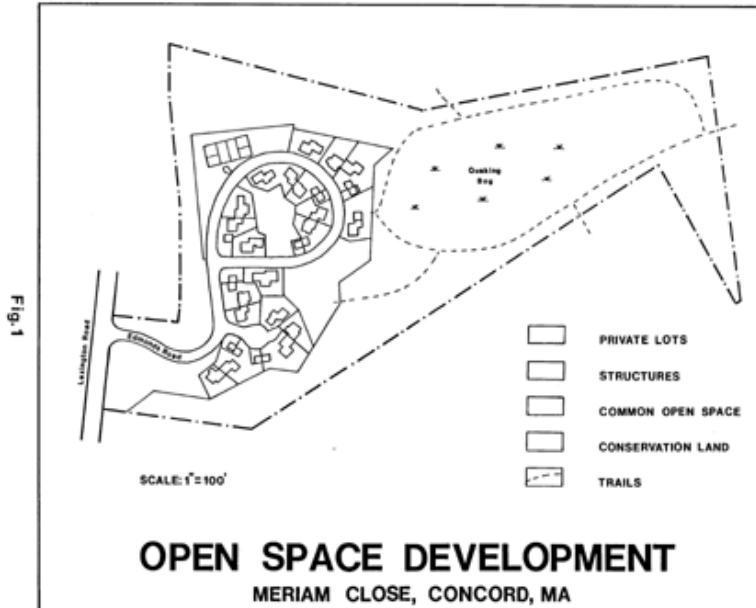 Fig.1
Quaking
Bog
Lexington Road
Edmonds Road
PRIVATE LOTS
STRUCTURES
COMMON OPEN SPACE
CONSERVATION LAND
TRAILS
SCALE: 1"=100'
OPEN SPACE DEVELOPMENT
MERIAM CLOSE, CONCORD, MA